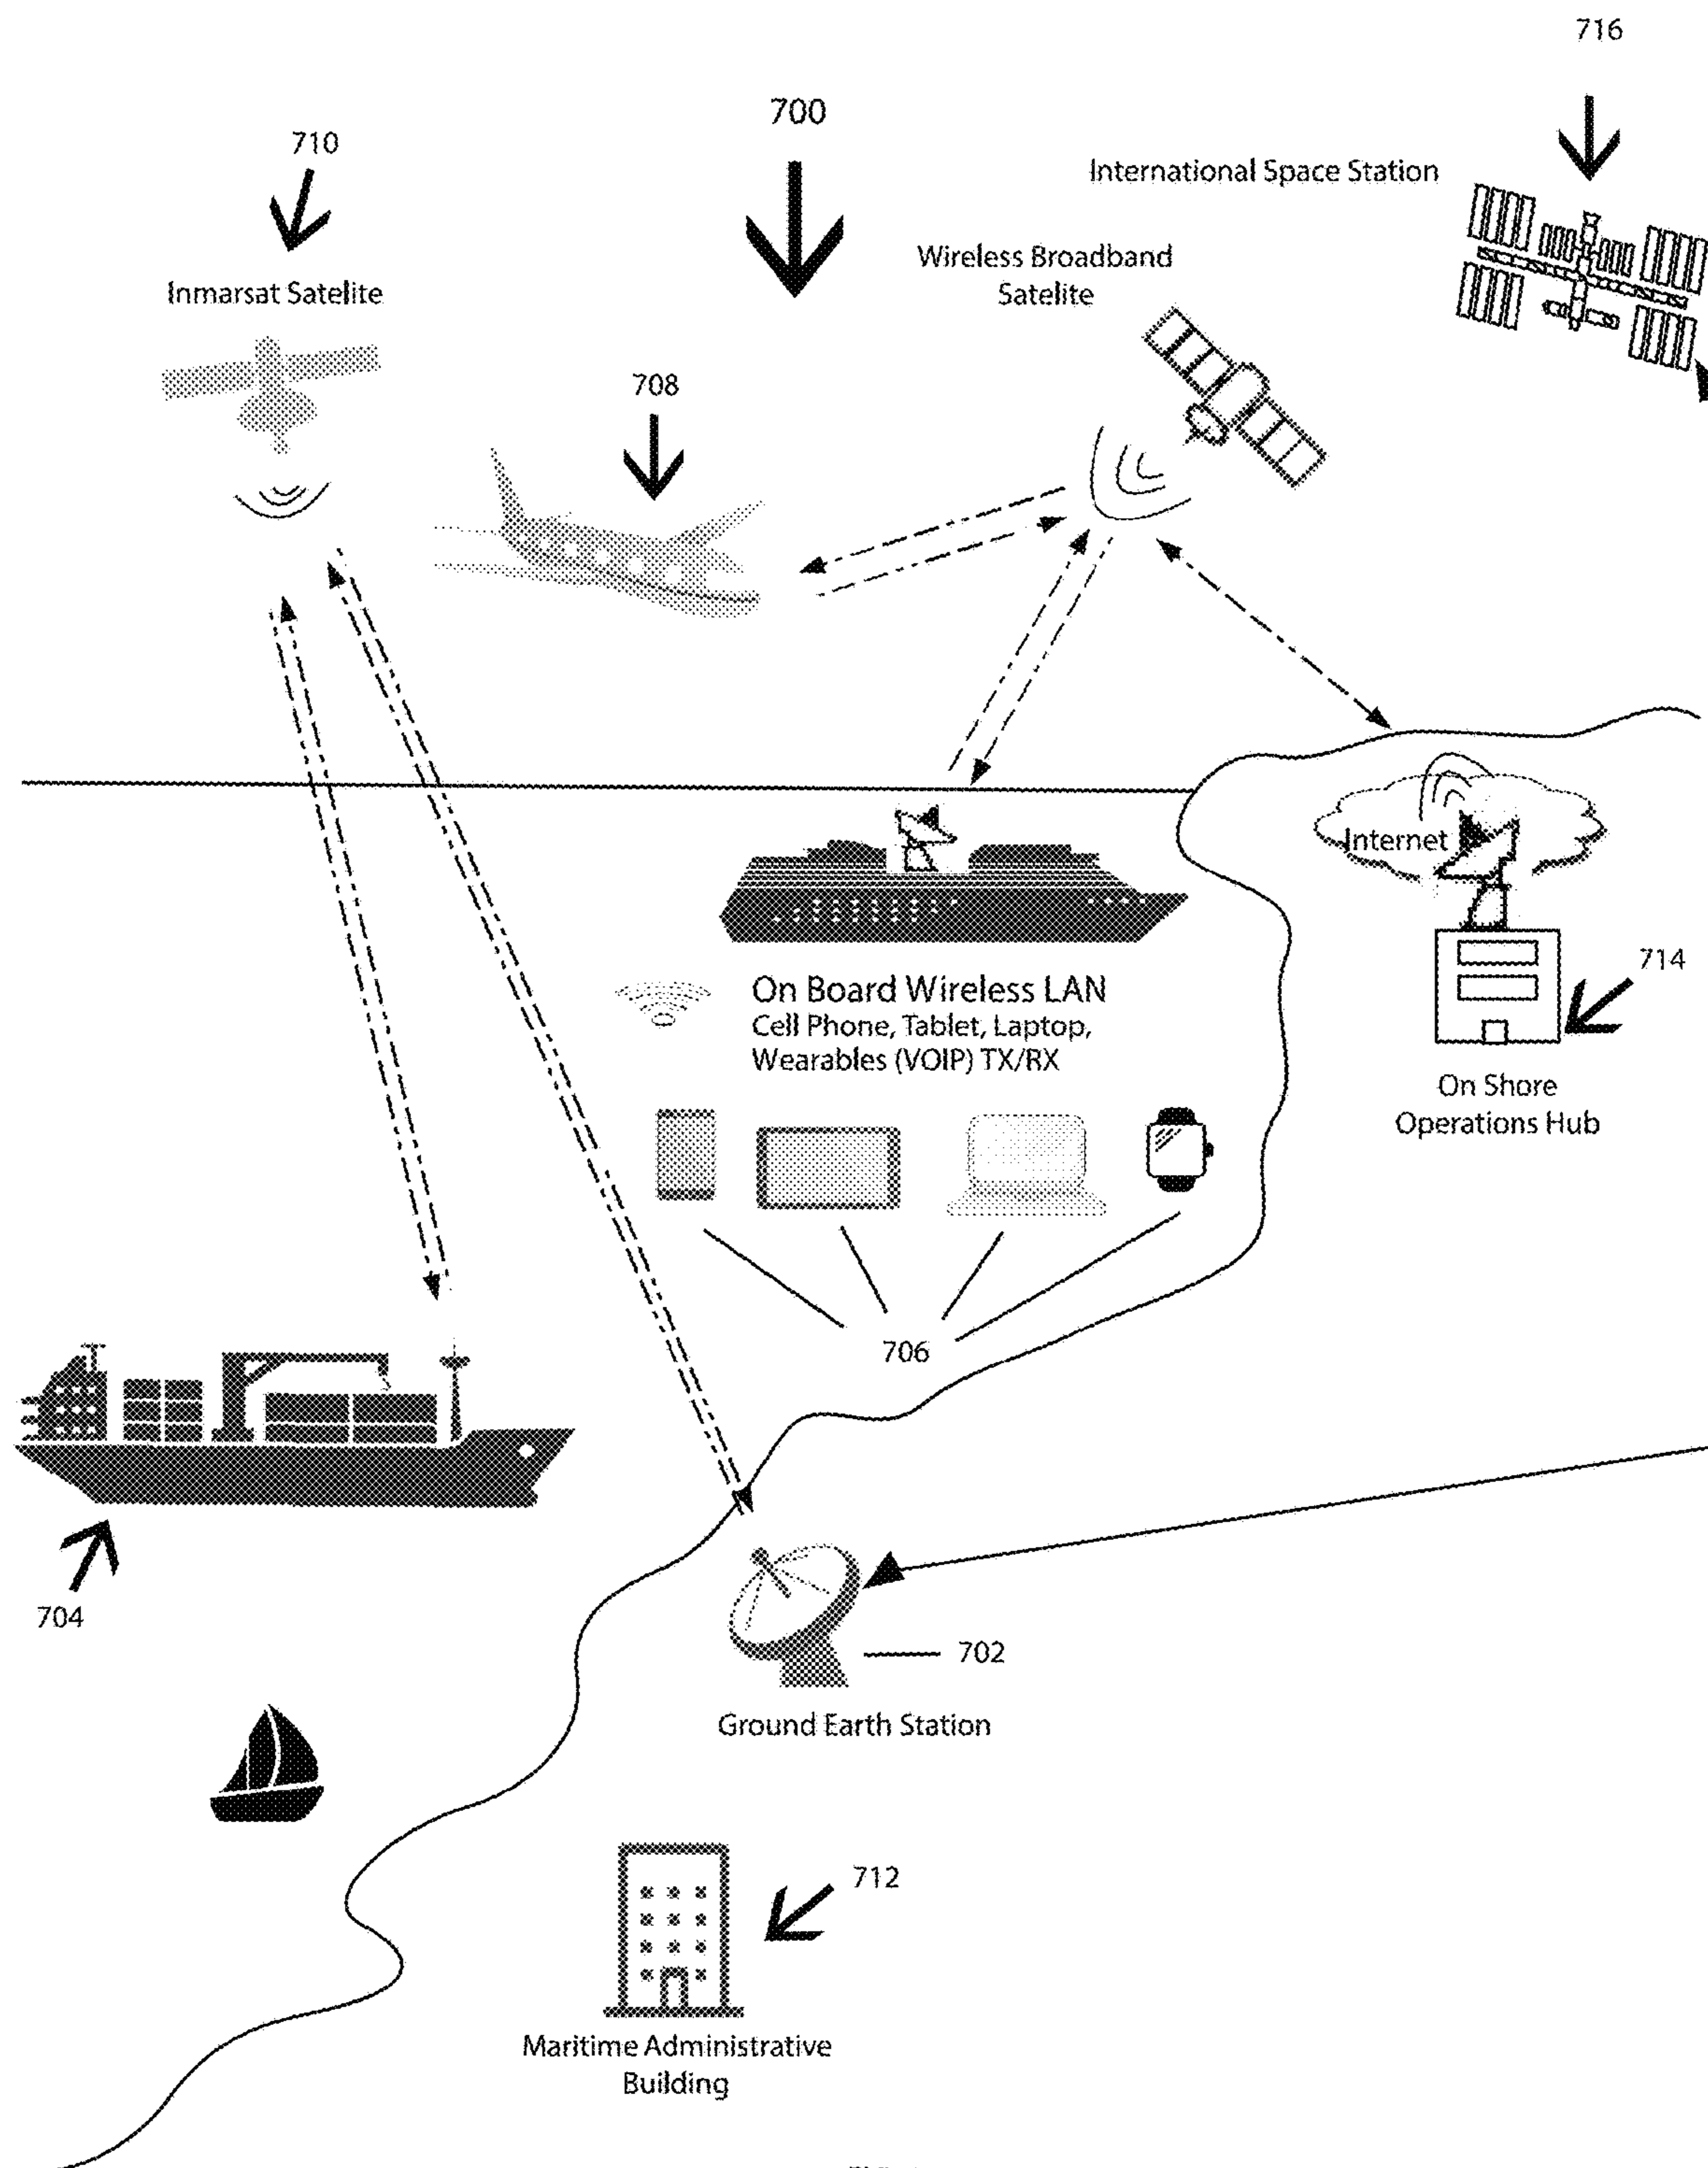 716
700
710
International Space Station
Wireless Broadband
Satelite
Inmarsat Satelite
708
Internet
714
On Board Wireless LAN
Cell Phone, Tablet, Laptop,
Wearables (VOIP) TX/RX
On Shore
Operations Hub
706
704
702
Ground Earth Station
712
Maritime Administrative
Building